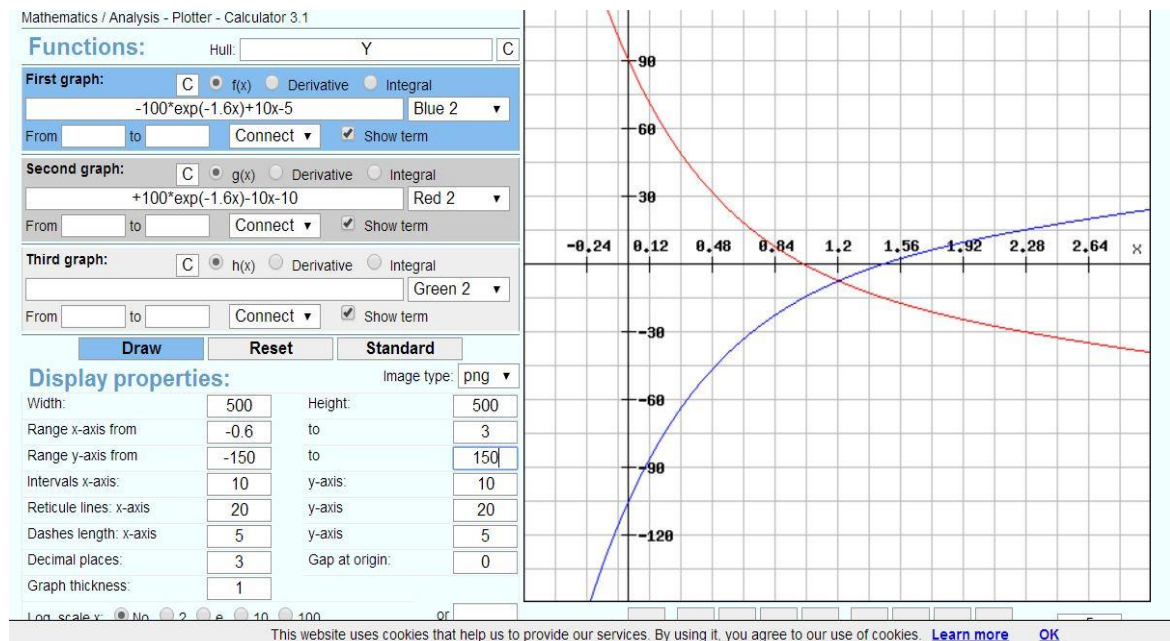 Mathematics / Analysis - Plotter - Calculator 3.1
Functions: Hull: Y C
First graph: C f(x) Derivative Integral
-100*exp(-1.6x)+10x-5 Blue 2
From to Connect Show term
Second graph: C g(x) Derivative Integral
+100*exp(-1.6x)-10x-10 Red 2
From to Connect Show term
Third graph: C h(x) Derivative Integral
Green 2
From to Connect Show term
Draw Reset Standard
Display properties: Image type: png
Width: 500 Height: 500
Range x-axis from -0.6 to 3
Range y-axis from -150 to 150
Intervals x-axis: 10 y-axis: 10
Reticule lines: x-axis 20 y-axis 20
Dashes length: x-axis 5 y-axis 5
Decimal places: 3 Gap at origin: 0
Graph thickness: 1
Log. scale x: No 2 e 10 100 or
90
60
30
-0.24 0.12 0.48 0.84 1.2 1.56 1.92 2.28 2.64 x
-30
-60
-90
-120
This website uses cookies that help us to provide our services. By using it, you agree to our use of cookies. Learn more OK